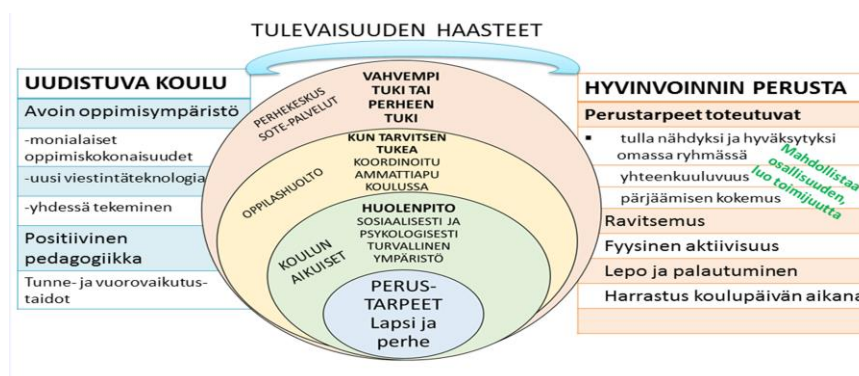 TULEVAISUUDEN HAASTEET
UUDISTUVA KOULU
Avoin oppimisympäristö
-monialaiset
oppimiskokonaisuudet
-uusi viestintäteknologia
-yhdessä tekeminen
Positiivinen
pedagogiikka
Tunne- ja vuorovaikutus-
taidot
PERHEKESKUS
SOTE-PALVELUT
VAHVEMPI
TUKI TAI
PERHEEN
TUKI
OPPILASHUOLTO
KUN TARVITSEN
TUKEA
KOORDINOITU
AMMATTIAPU
KOULUSSA
KOULUN
AIKUISET
HUOLENPITO
SOSIAALISESTI JA
PSYKOLOGISESTI
TURVALLINEN
YMPÄRISTÖ
PERUS-
TARPEET
Lapsi ja
perhe
HYVINVOINNIN PERUSTA
Perustarpeet toteutuvat
▪ tulla nähdyksi ja hyväksytyksi
omassa ryhmässä
yhteenkuuluvuus
pärjäämisen kokemus
Mahdollistaa
osallisuuden,
luo toimijuutta
Ravitsemus
Fyysinen aktiivisuus
Lepo ja palautuminen
Harrastus koulupäivän aikana